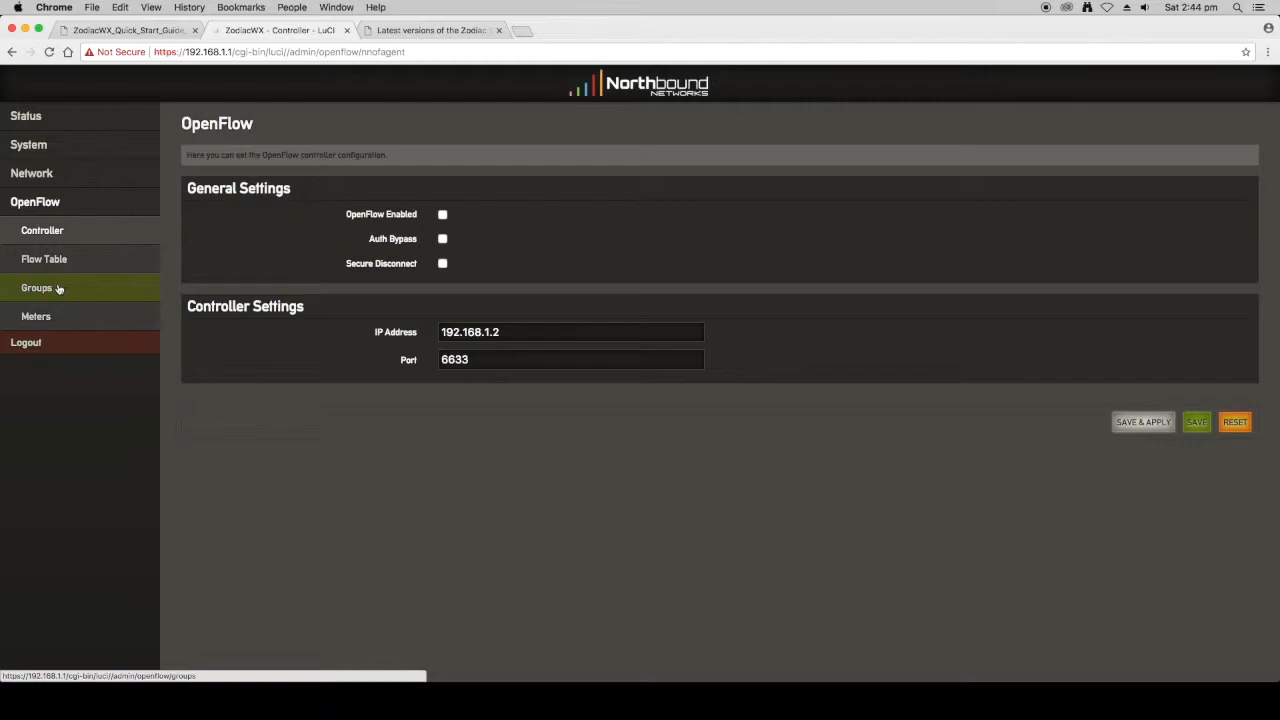 Chrome File Edit View History Bookmarks People Window Help Sat 2:44 pm
ZodiacWX_Quick_Start_Guide_ ZodiacWX - Controller - LuCI Latest versions of the Zodiac
Not Secure https://192.168.1.1/cgi-bin/luci//admin/openflow/nnofagent
Northbound
NETWORKS
Status
System
Network
OpenFlow
Controller
Flow Table
Groups
Meters
Logout
OpenFlow
Here you can set the OpenFlow controller configuration.
General Settings
OpenFlow Enabled
Auth Bypass
Secure Disconnect
Controller Settings
IP Address 192.168.1.2
Port 6633
SAVE & APPLY SAVE RESET
https://192.168.1.1/cgi-bin/luci//admin/openflow/groups